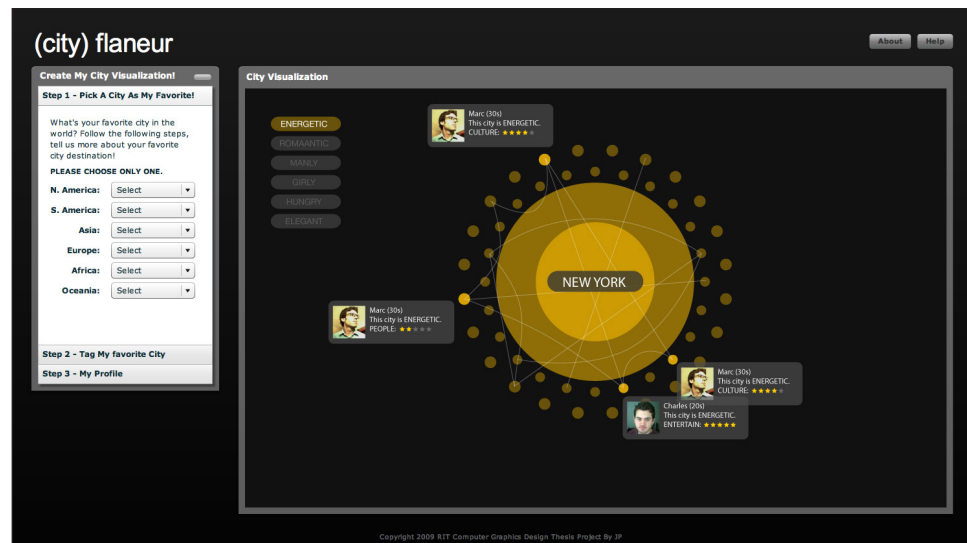 (city) flaneur
About
Help
Create My City Visualization!
Step 1 - Pick A City As My Favorite!
What's your favorite city in the
world? Follow the following steps,
tell us more about your favorite
city destination!
PLEASE CHOOSE ONLY ONE.
N. America: Select
S. America: Select
Asia: Select
Europe: Select
Africa: Select
Oceania: Select
Step 2 - Tag My favorite City
Step 3 - My Profile
City Visualization
ENERGETIC
ROMAANTIC
MANLY
GIRLY
HUNGRY
ELEGANT
Marc (30s)
This city is ENERGETIC.
CULTURE:
NEW YORK
Marc (30s)
This city is ENERGETIC.
PEOPLE:
Marc (30s)
This city is ENERGETIC.
CULTURE:
Charles (20s)
This city is ENERGETIC.
ENTERTAIN:
Copyright 2009 RIT Computer Graphics Design Thesis Project By JP